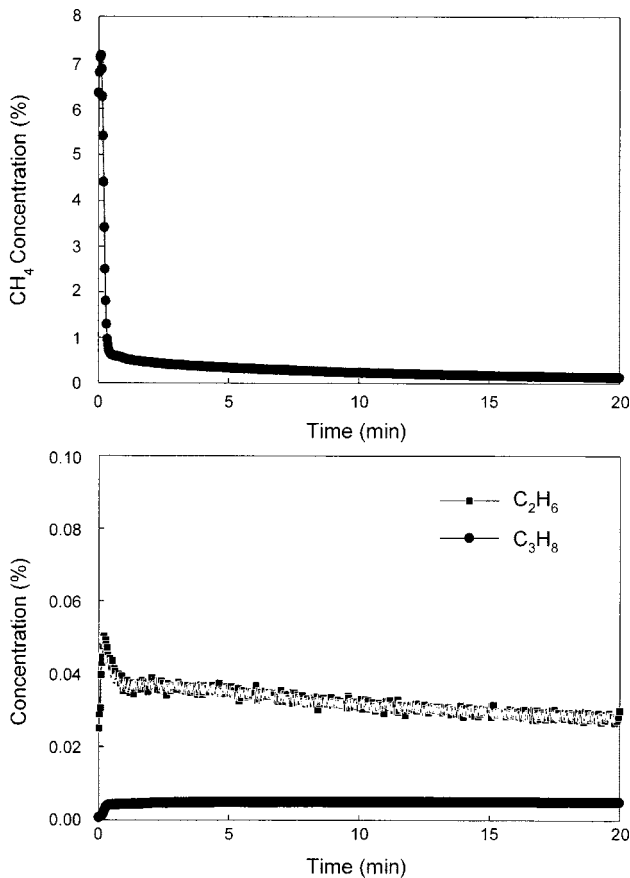 8
7
6
5
4
3
2
1
0
CH₄ Concentration (%)
0 5 10 15 20
Time (min)
0.10
0.08
0.06
0.04
0.02
0.00
Concentration (%)
C₂H₆
C₃H₈
0 5 10 15 20
Time (min)